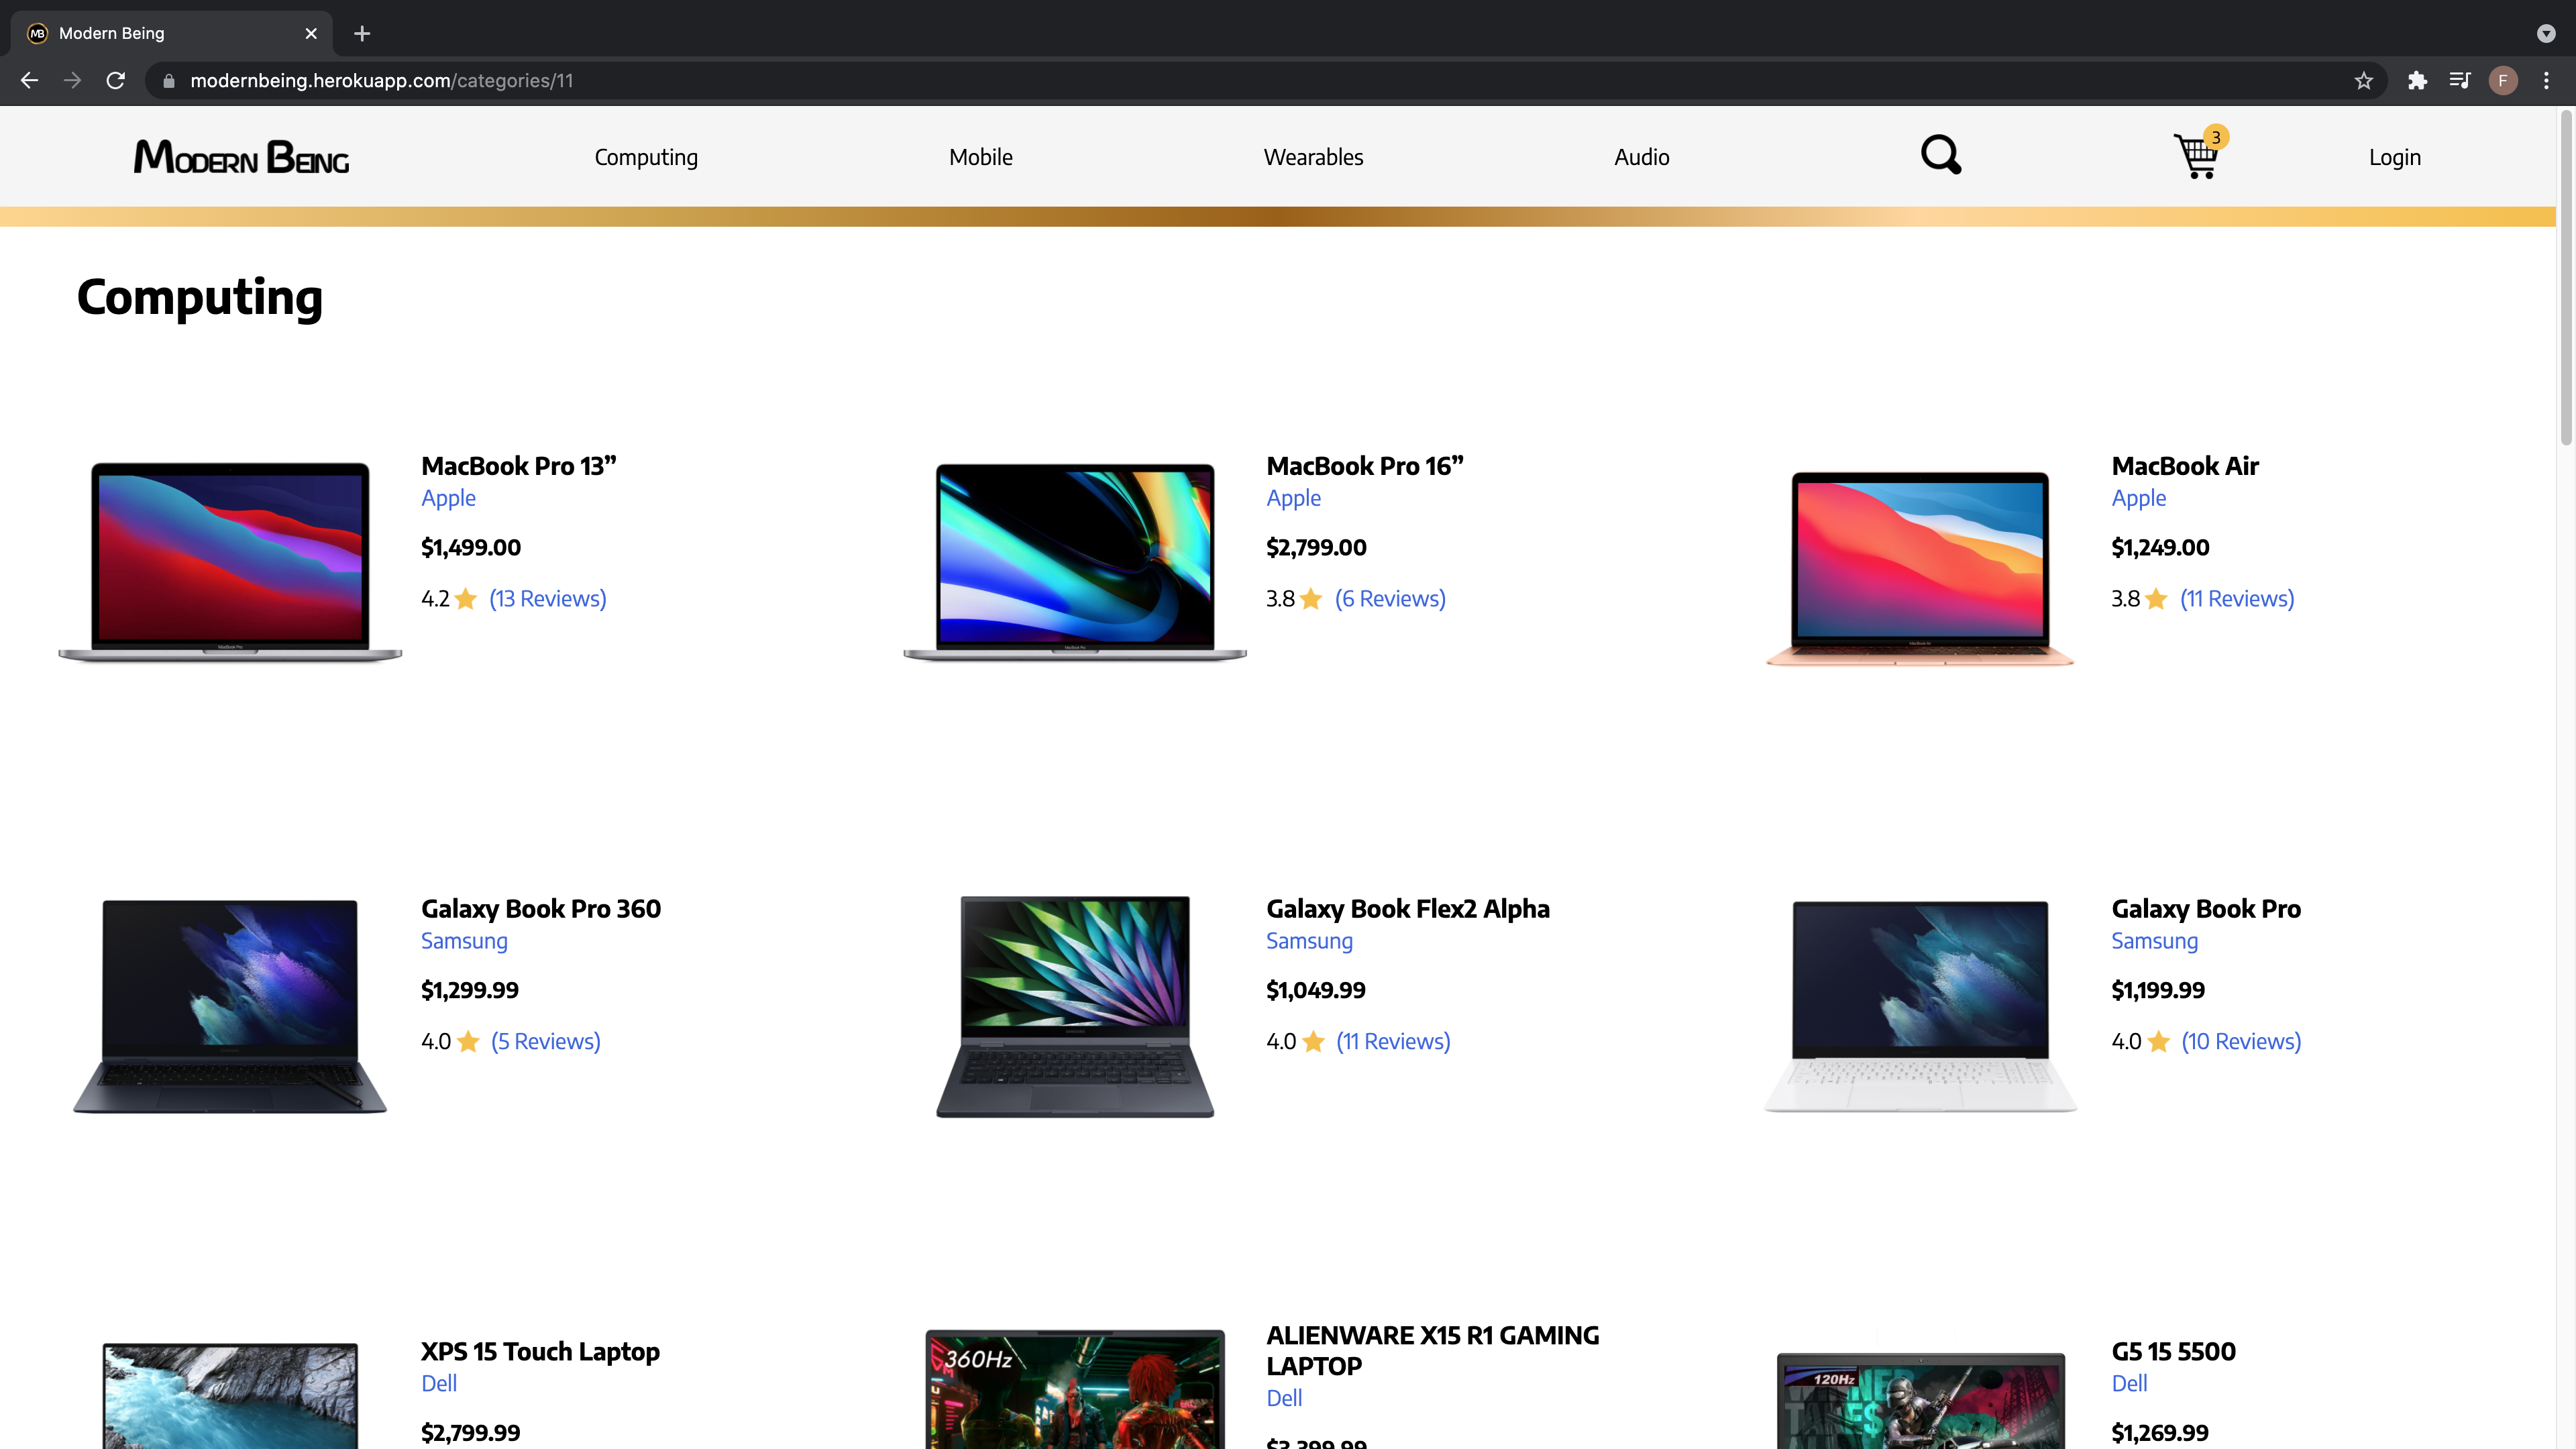 Modern Being
modernbeing.herokuapp.com/categories/11
F
MODERN BEING
Computing
Mobile
Wearables
Audio
3
Login
Computing
MacBook Pro 13”
Apple
$1,499.00
4.2 (13 Reviews)
MacBook Pro 16”
Apple
$2,799.00
3.8 (6 Reviews)
MacBook Air
Apple
$1,249.00
3.8 (11 Reviews)
Galaxy Book Pro 360
Samsung
$1,299.99
4.0 (5 Reviews)
Galaxy Book Flex2 Alpha
Samsung
$1,049.99
4.0 (11 Reviews)
Galaxy Book Pro
Samsung
$1,199.99
4.0 (10 Reviews)
XPS 15 Touch Laptop
Dell
$2,799.99
360Hz
ALIENWARE X15 R1 GAMING
LAPTOP
Dell
$3,399.99
120Hz
G5 15 5500
Dell
$1,269.99